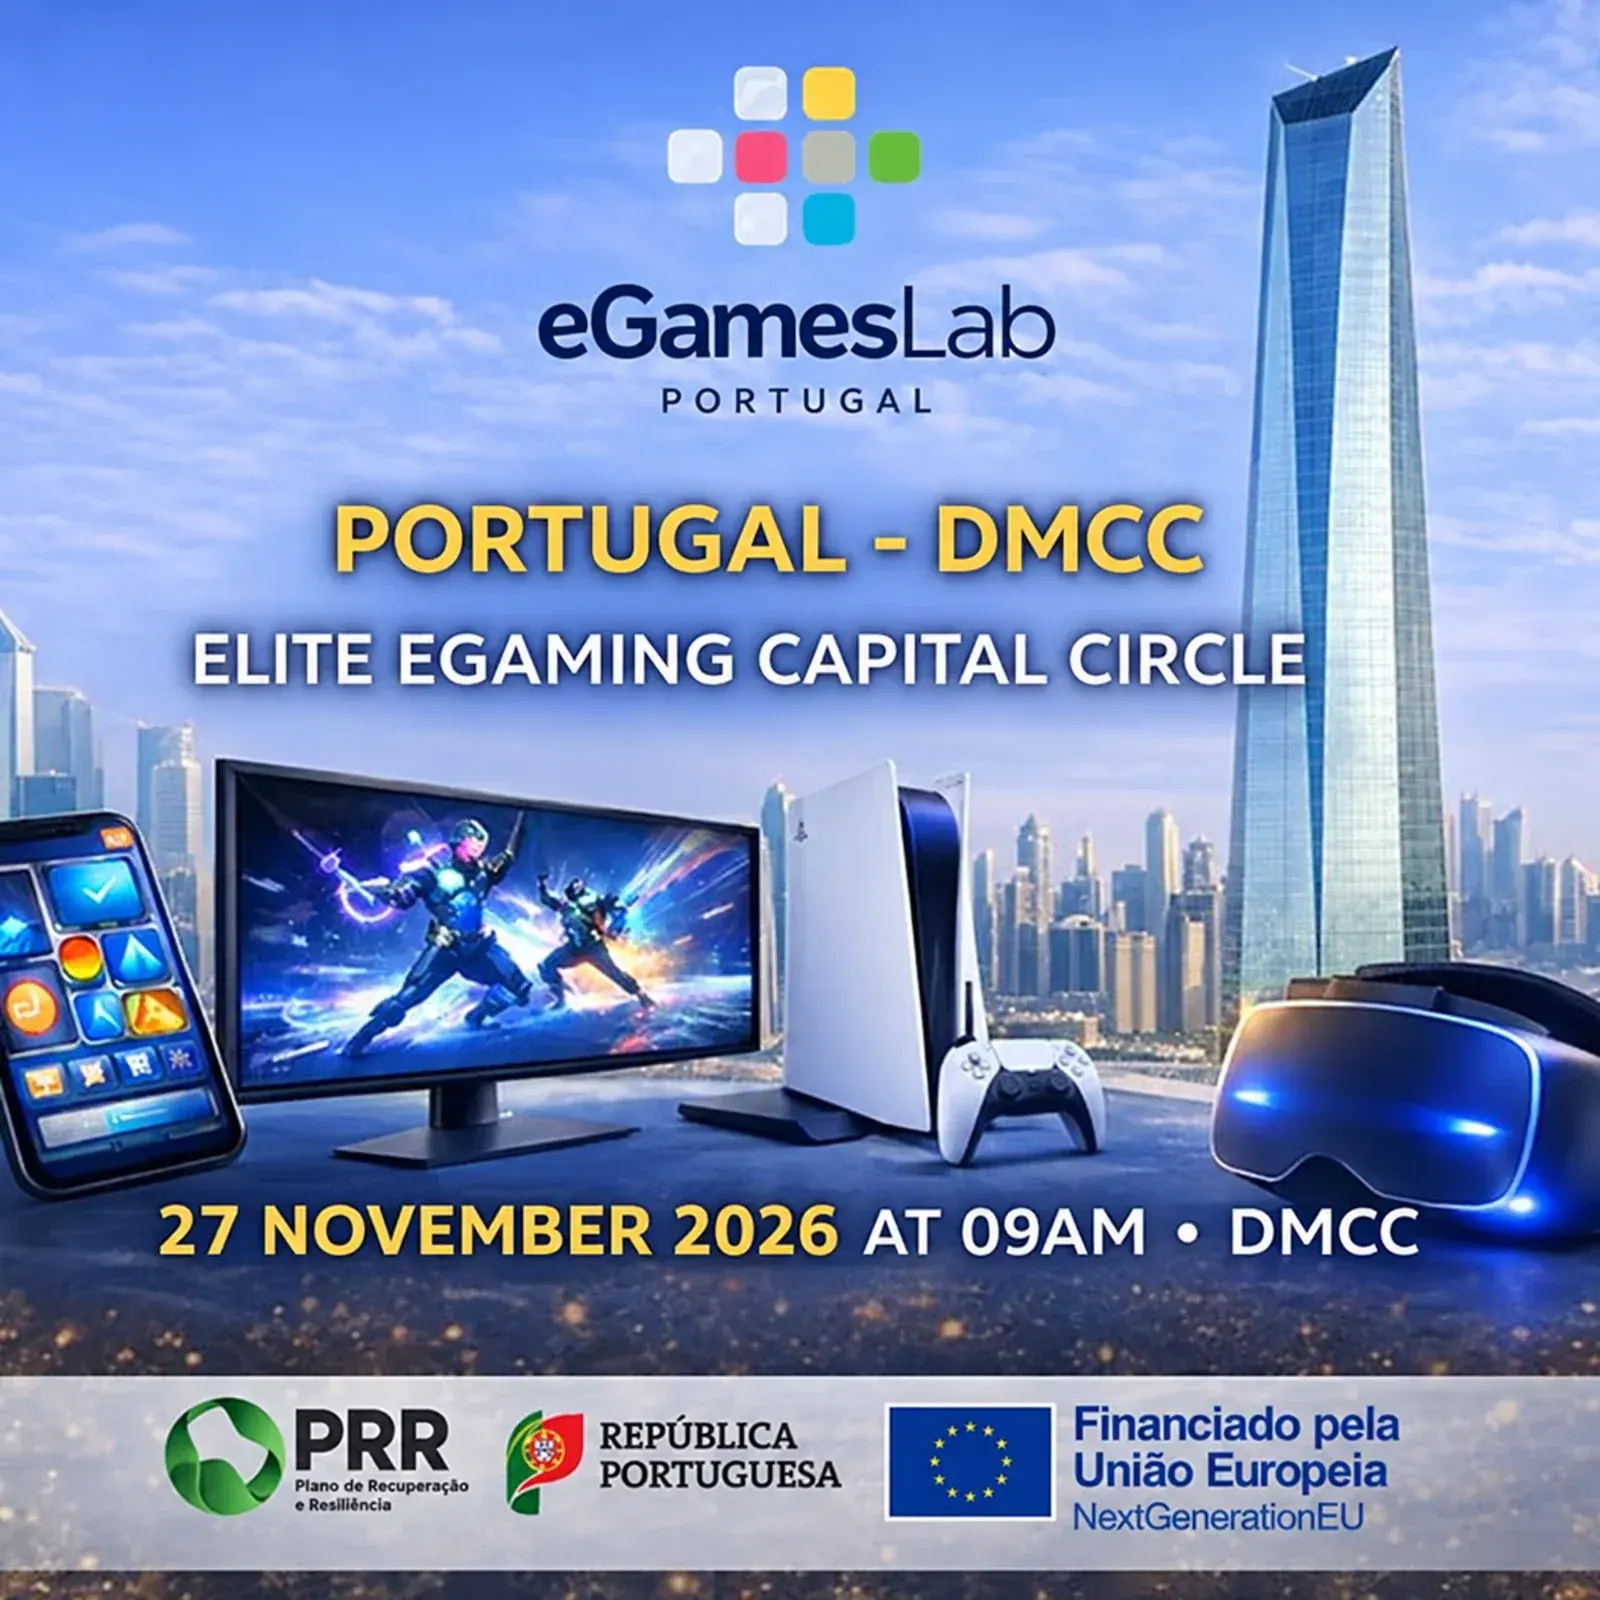 eGamesLab
PORTUGAL
PORTUGAL - DMCC
ELITE EGAMING CAPITAL CIRCLE
27 NOVEMBER 2026 AT 09AM • DMCC
PRR
Plano de Recuperação
e Resiliência
REPÚBLICA
PORTUGUESA
Financiado pela
União Europeia
NextGenerationEU